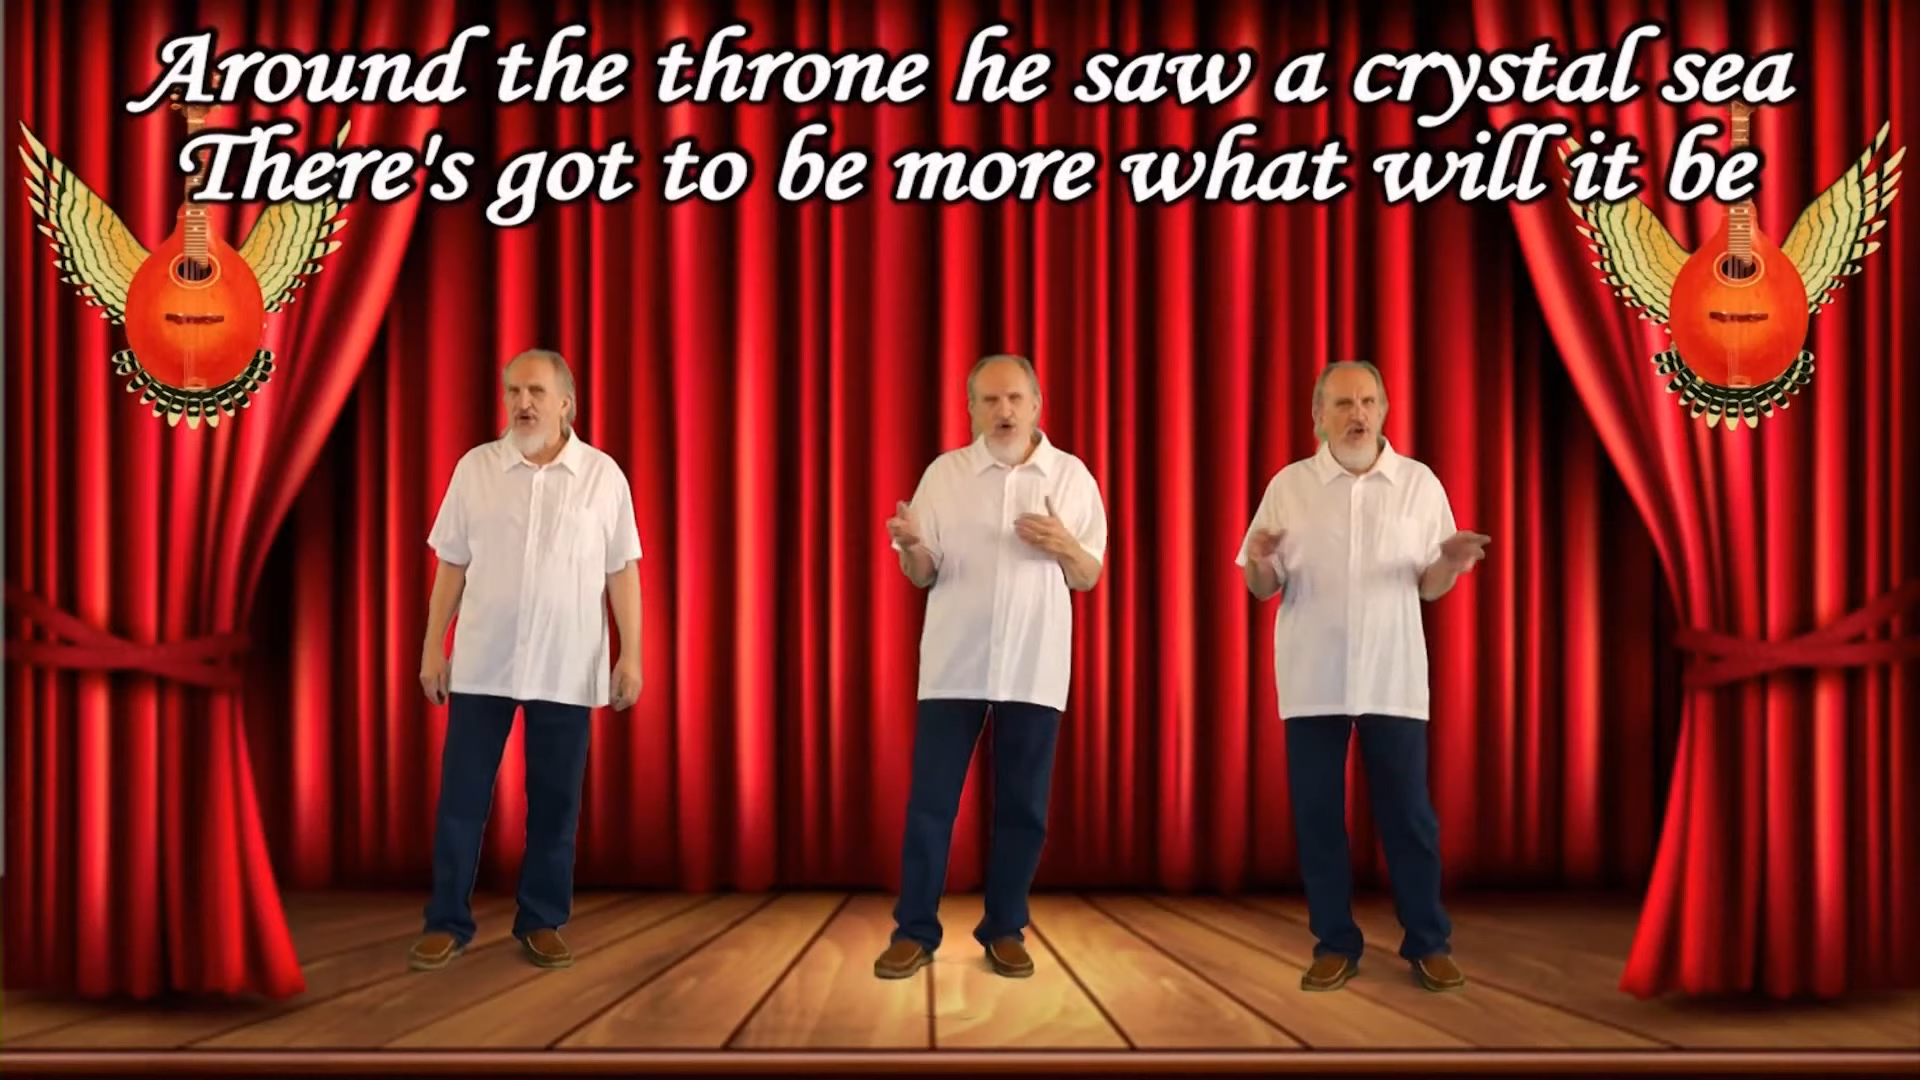 Around the throne he saw a crystal sea
There's got to be more what will it be